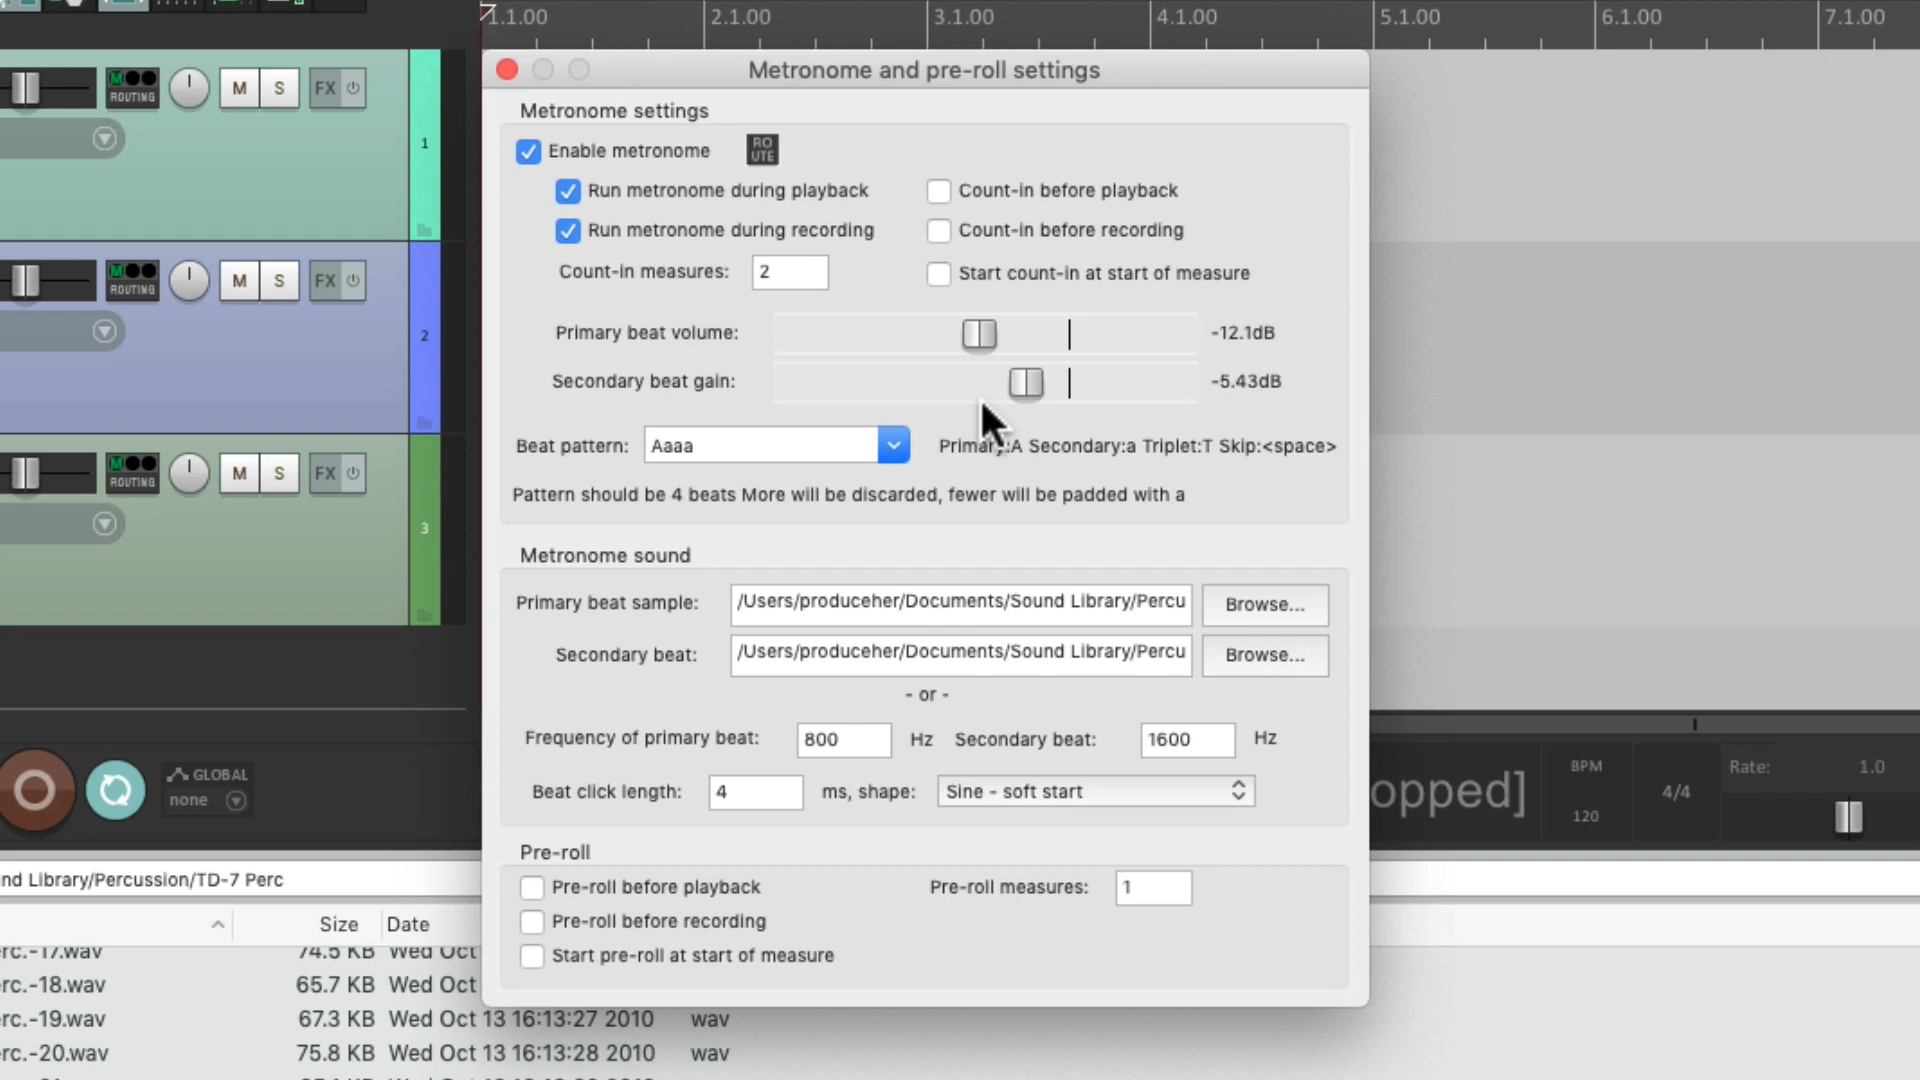 1.1.00 2.1.00 3.1.00 4.1.00 5.1.00 6.1.00 7.1.00
Metronome and pre-roll settings
Metronome settings
Enable metronome RO UTE
Run metronome during playback Count-in before playback
Run metronome during recording Count-in before recording
Count-in measures: 2 Start count-in at start of measure
Primary beat volume: -12.1dB
Secondary beat gain: -5.43dB
Beat pattern: Aaaa Primary:A Secondary:a Triplet:T Skip:<space>
Pattern should be 4 beats More will be discarded, fewer will be padded with a
Metronome sound
Primary beat sample: /Users/produceher/Documents/Sound Library/Percu Browse...
Secondary beat: /Users/produceher/Documents/Sound Library/Percu Browse...
- or -
Frequency of primary beat: 800 Hz Secondary beat: 1600 Hz
Beat click length: 4 ms, shape: Sine - soft start
Pre-roll
Pre-roll before playback Pre-roll measures: 1
Pre-roll before recording
Start pre-roll at start of measure
M ROUTING M S FX 1
M ROUTING M S FX 2
M ROUTING M S FX 3
GLOBAL
none
opped]
BPM
120
4/4
Rate: 1.0
nd Library/Percussion/TD-7 Perc
Size Date
rc.-17.wav 74.5 KB Wed Oct
rc.-18.wav 65.7 KB Wed Oct
rc.-19.wav 67.3 KB Wed Oct 13 16:13:27 2010 wav
rc.-20.wav 75.8 KB Wed Oct 13 16:13:28 2010 wav